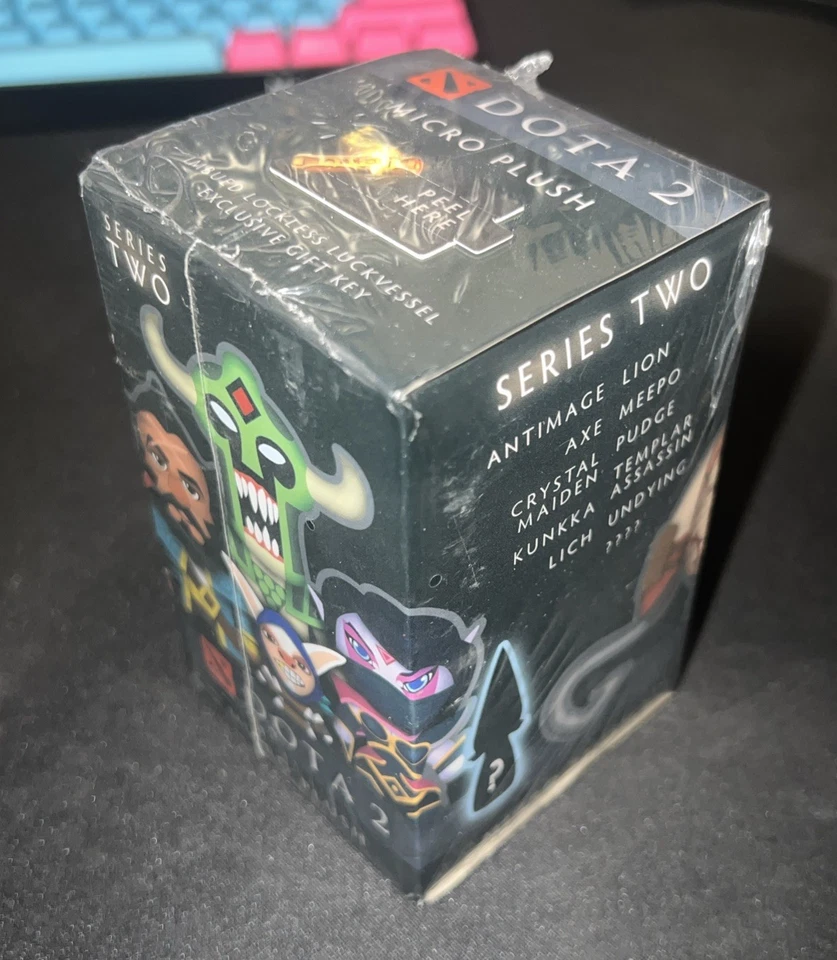 DOTA 2
MICRO PLUSH
PEEL
HERE
LOCKLESS LUCKVESSEL
EXCLUSIVE GIFT KEY
SERIES
TWO
DOTA 2
SERIES TWO
ANTIMAGE LION
AXE MEEPO
CRYSTAL PUDGE
MAIDEN TEMPLAR
ASSASSIN
KUNKKA UNDYING
LICH ????
?